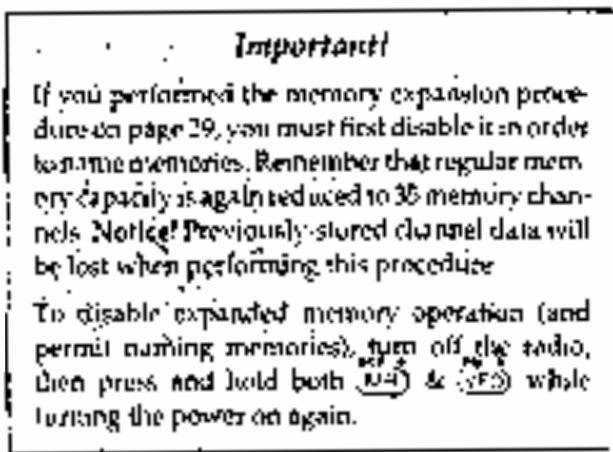 Important!
If you performed the memory expansion proce-
dure on page 29, you must first disable it in order
to name memories. Remember that regular mem-
ory capacity is again reduced to 38 memory chan-
nels. Notice! Previously-stored channel data will
be lost when performing this procedure
To disable expanded memory operation (and
permit naming memories), turn off the radio,
then press and hold both & while
turning the power on again.